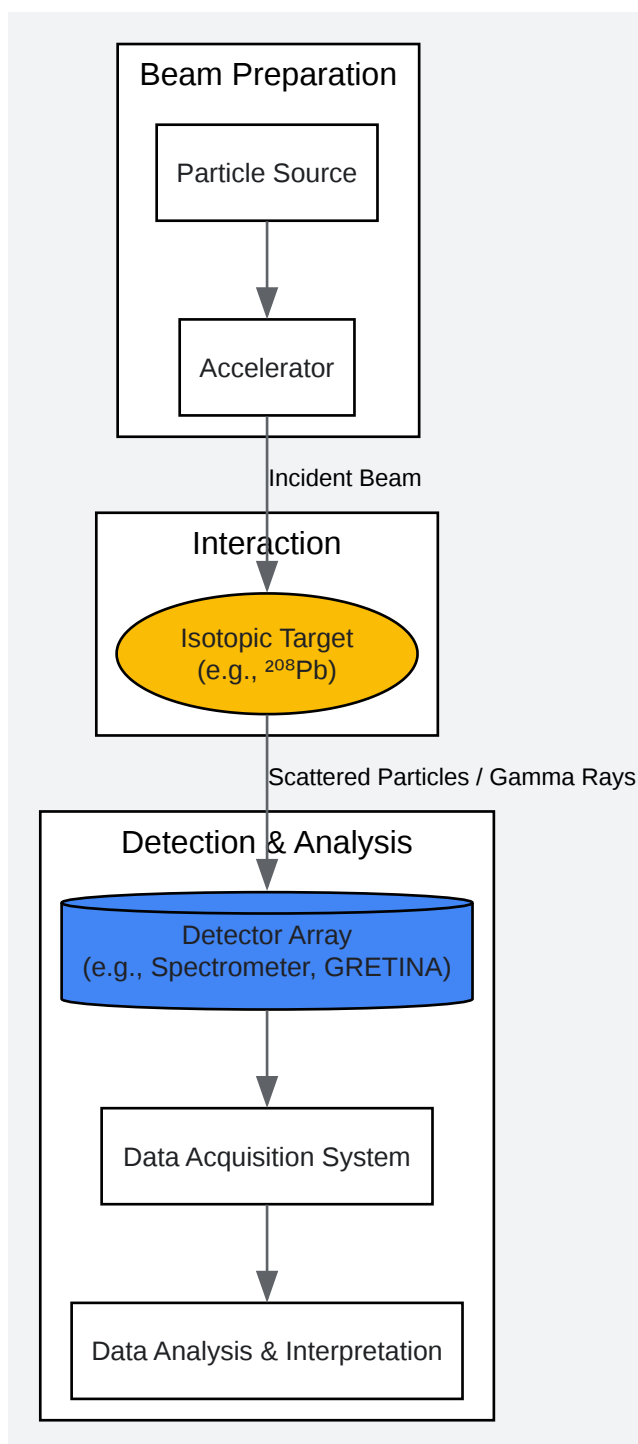 Beam Preparation
Particle Source
Accelerator
Incident Beam
Interaction
Isotopic Target
(e.g., ²⁰⁸Pb)
Scattered Particles / Gamma Rays
Detection & Analysis
Detector Array
(e.g., Spectrometer, GRETINA)
Data Acquisition System
Data Analysis & Interpretation